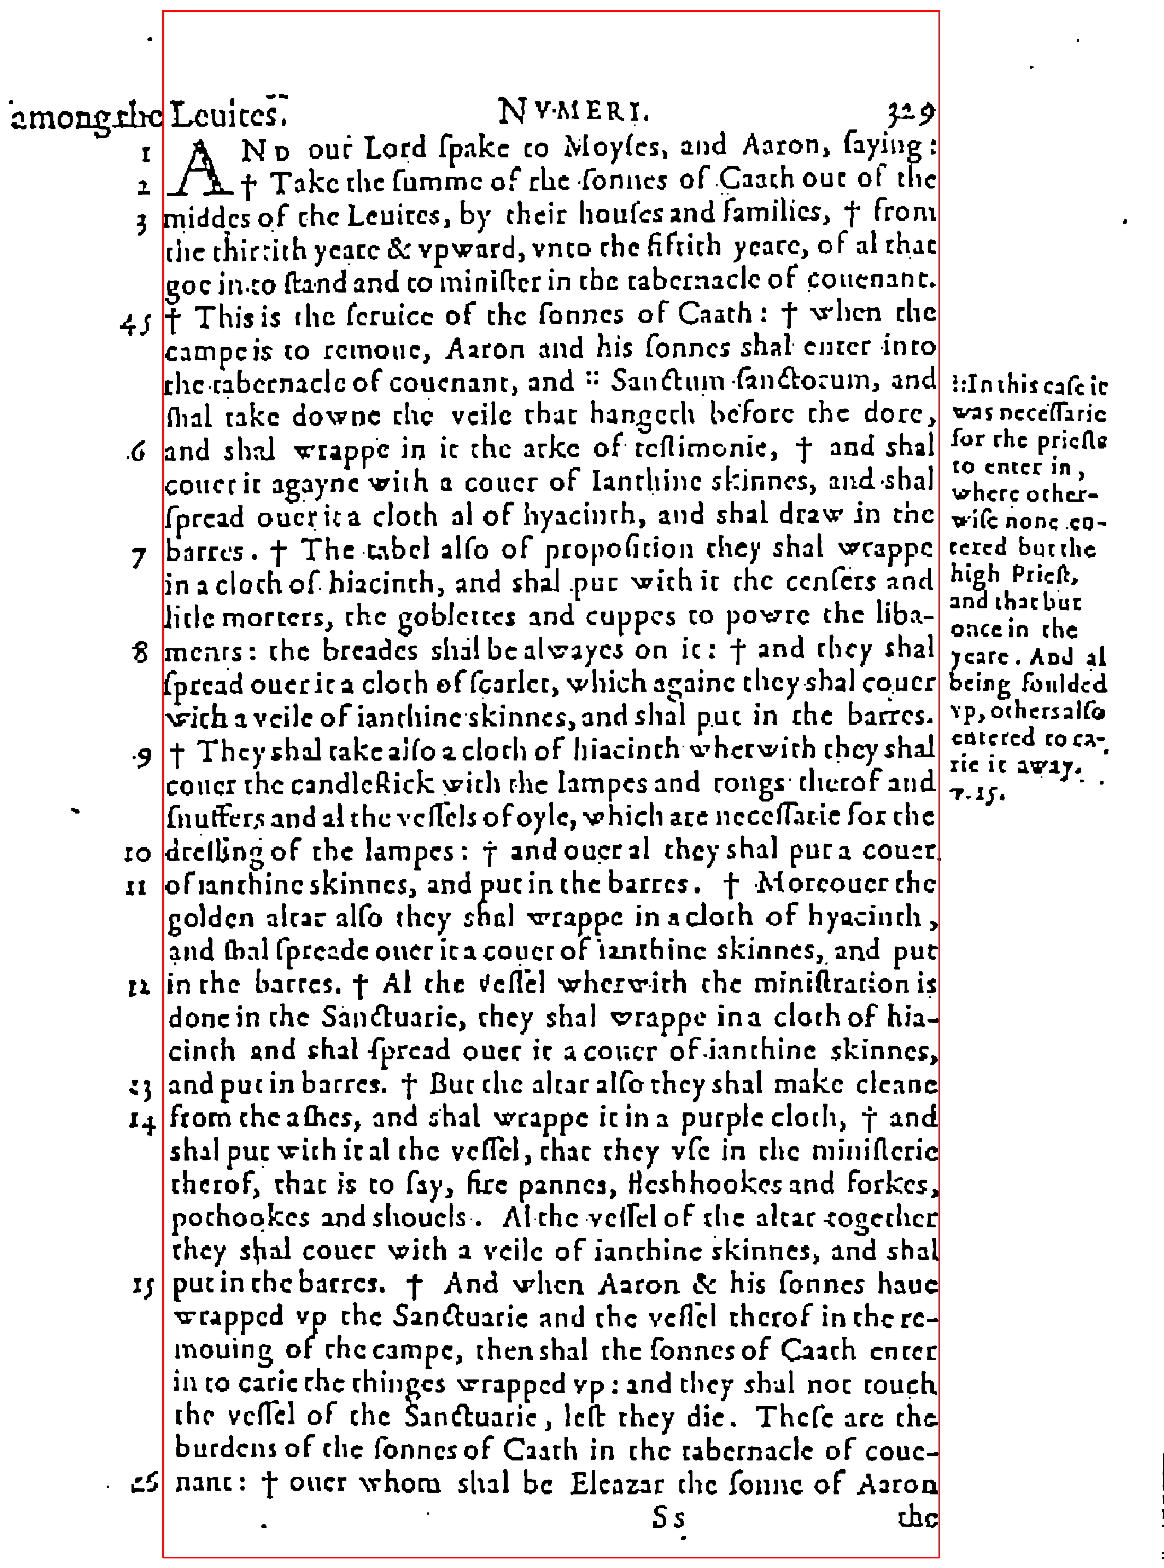 among the Leuites. NVMERI. 329
1 AND our Lord ſpake to Moyſes, and Aaron, ſaying:
2 † Take the ſumme of the ſonnes of Caath out of the
3 middes of the Leuites, by their houſes and families, † from
the thirtith yeare & vpward, vnto the fiftith yeare, of al that
goe in to ſtand and to miniſter in the tabernacle of couenant.
4 5 † This is the ſeruice of the ſonnes of Caath: † when the
campe is to remoue, Aaron and his ſonnes shal enter into
the tabernacle of couenant, and :: Sanctum ſanctorum, and
ſhal take downe the veile that hangeth before the dore,
6 and shal wrappe in it the arke of teſtimonie, † and shal
couer it agayne with a couer of Ianthine skinnes, and shal
ſpread ouer it a cloth al of hyacinth, and shal draw in the
7 barres. † The tabel alſo of propoſition they shal wrappe
in a cloth of hiacinth, and shal put with it the cenſers and
litle morters, the goblettes and cuppes to powre the liba-
8 ments: the breades shal be alwayes on it: † and they shal
ſpread ouer it a cloth of ſcarlet, which againe they shal couer
with a veile of ianthine skinnes, and shal put in the barres.
9 † They shal take alſo a cloth of hiacinth wherwith they shal
couer the candleſtick with the lampes and tongs therof and
ſnuffers and al the veſſels of oyle, which are neceſſarie for the
10 dreſſing of the lampes: † and ouer al they shal put a couer
11 of ianthine skinnes, and put in the barres. † Moreouer the
golden altar alſo they shal wrappe in a cloth of hyacinth,
and ſhal ſpreade ouer it a couer of ianthine skinnes, and put
12 in the barres. † Al the veſſel wherwith the miniſtration is
done in the Sanctuarie, they shal wrappe in a cloth of hia-
cinth and shal ſpread ouer it a couer of ianthine skinnes,
13 and put in barres. † But the altar alſo they shal make cleane
14 from the aſhes, and shal wrappe it in a purple cloth, † and
shal put with it al the veſſel, that they vſe in the miniſterie
therof, that is to ſay, fire pannes, fleshhookes and forkes,
pothookes and shouels. Al the veſſel of the altar together
they shal couer with a veile of ianthine skinnes, and shal
15 put in the barres. † And when Aaron & his ſonnes haue
wrapped vp the Sanctuarie and the veſſel therof in the re-
mouing of the campe, then shal the ſonnes of Caath enter
in to carie the thinges wrapped vp: and they shal not touch
the veſſel of the Sanctuarie, leſt they die. Theſe are the
burdens of the ſonnes of Caath in the tabernacle of coue-
16 nant: † ouer whom shal be Eleazar the ſonne of Aaron
Ss the
:: In this caſe it
was neceſſarie
for the prieſts
to enter in,
where other-
wiſe none en-
tered but the
high Prieſt,
and that but
once in the
yeare. And al
being foulded
vp, others alſo
entered to ca-
rie it away.
v. 15.